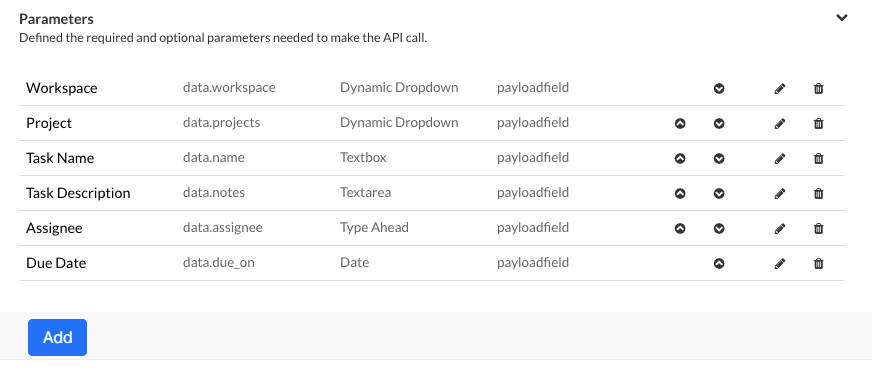 Parameters
Defined the required and optional parameters needed to make the API call.
Workspace data.workspace Dynamic Dropdown payloadfield
Project data.projects Dynamic Dropdown payloadfield
Task Name data.name Textbox payloadfield
Task Description data.notes Textarea payloadfield
Assignee data.assignee Type Ahead payloadfield
Due Date data.due_on Date payloadfield
Add